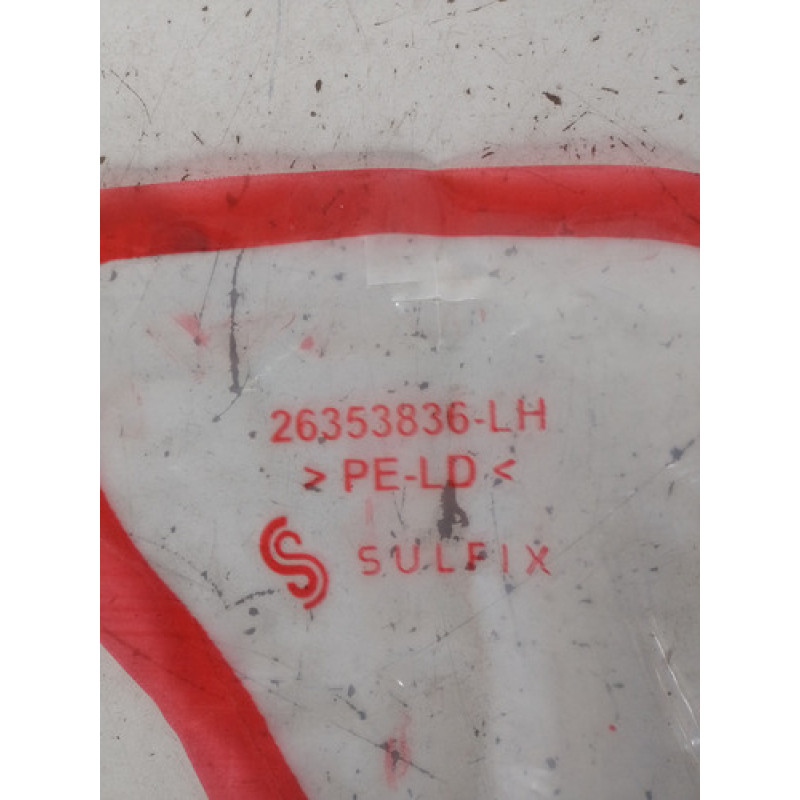 26353836-LH
> PE-LD <
SULFIX